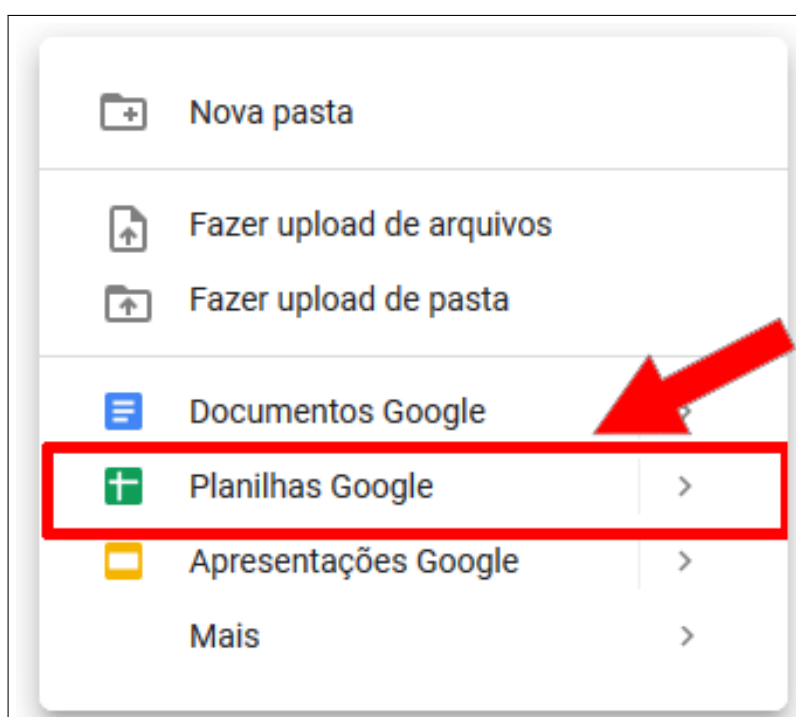 Nova pasta
Fazer upload de arquivos
Fazer upload de pasta
Documentos Google
Planilhas Google
Apresentações Google
Mais